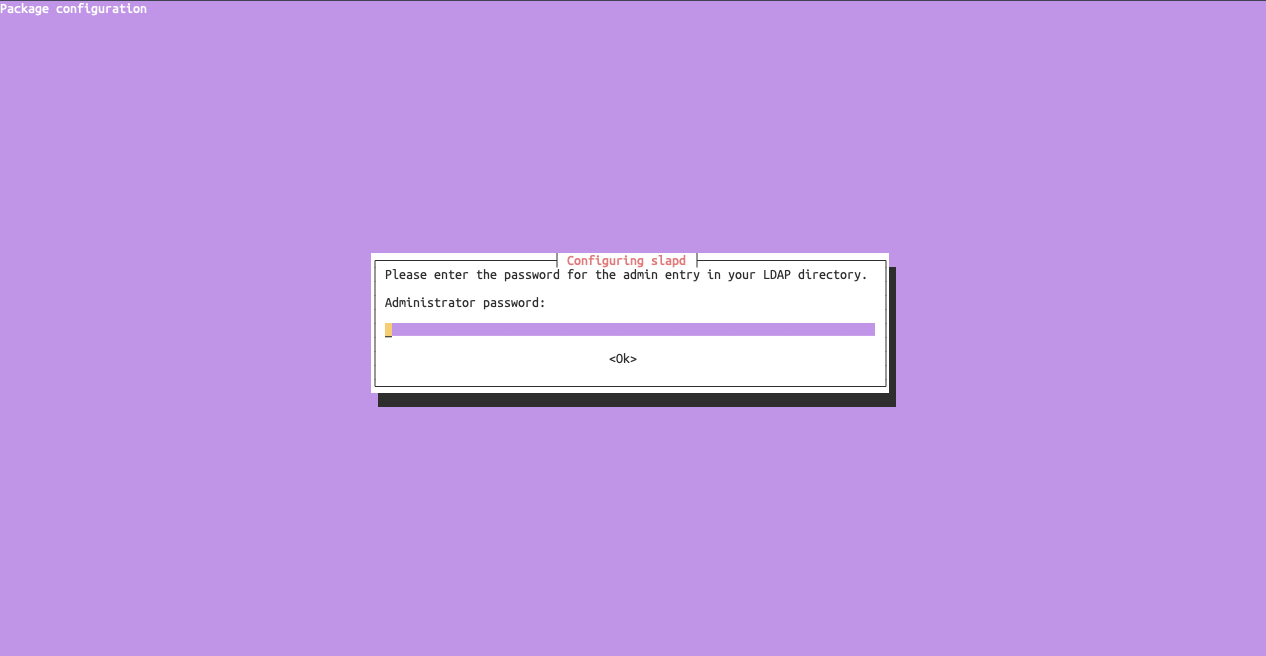 Package configuration
Configuring slapd
Please enter the password for the admin entry in your LDAP directory.
Administrator password:
<Ok>